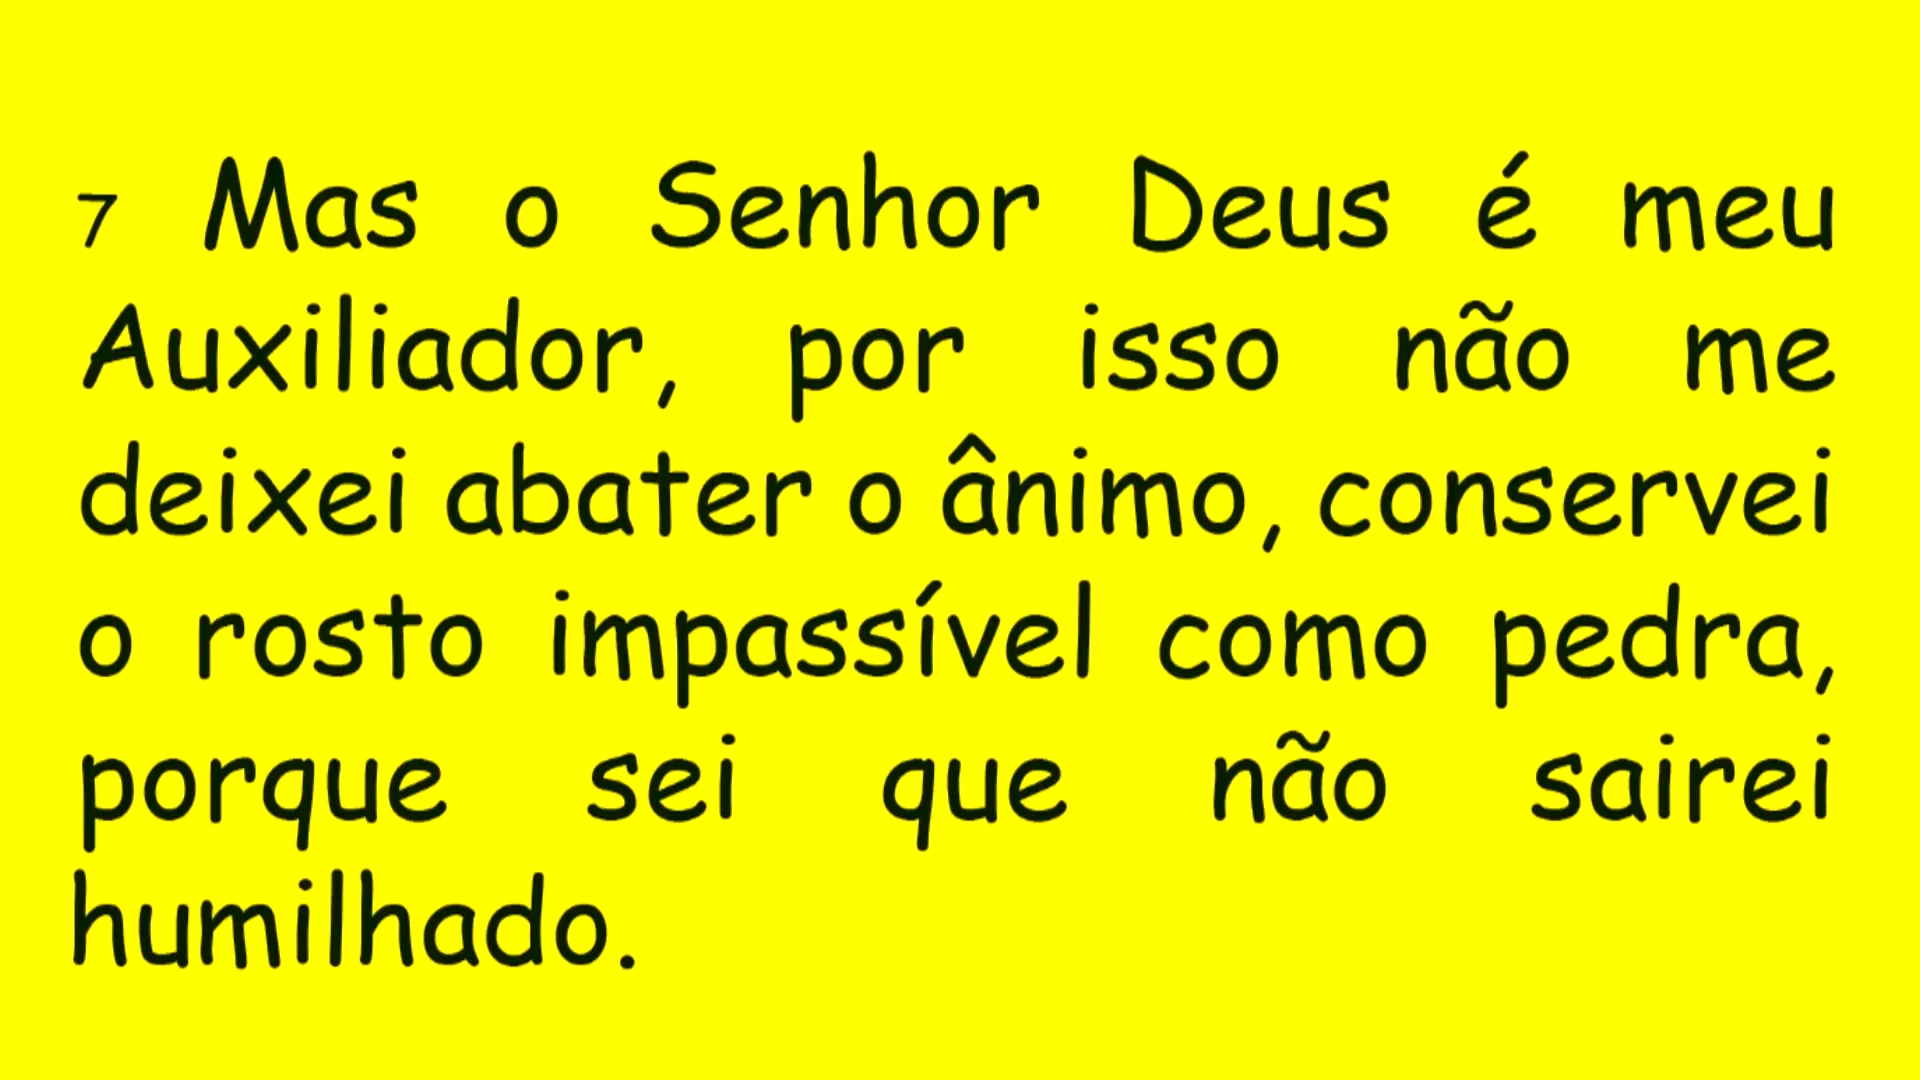 7 Mas o Senhor Deus é meu
Auxiliador, por isso não me
deixei abater o ânimo, conservei
o rosto impassível como pedra,
porque sei que não sairei
humilhado.